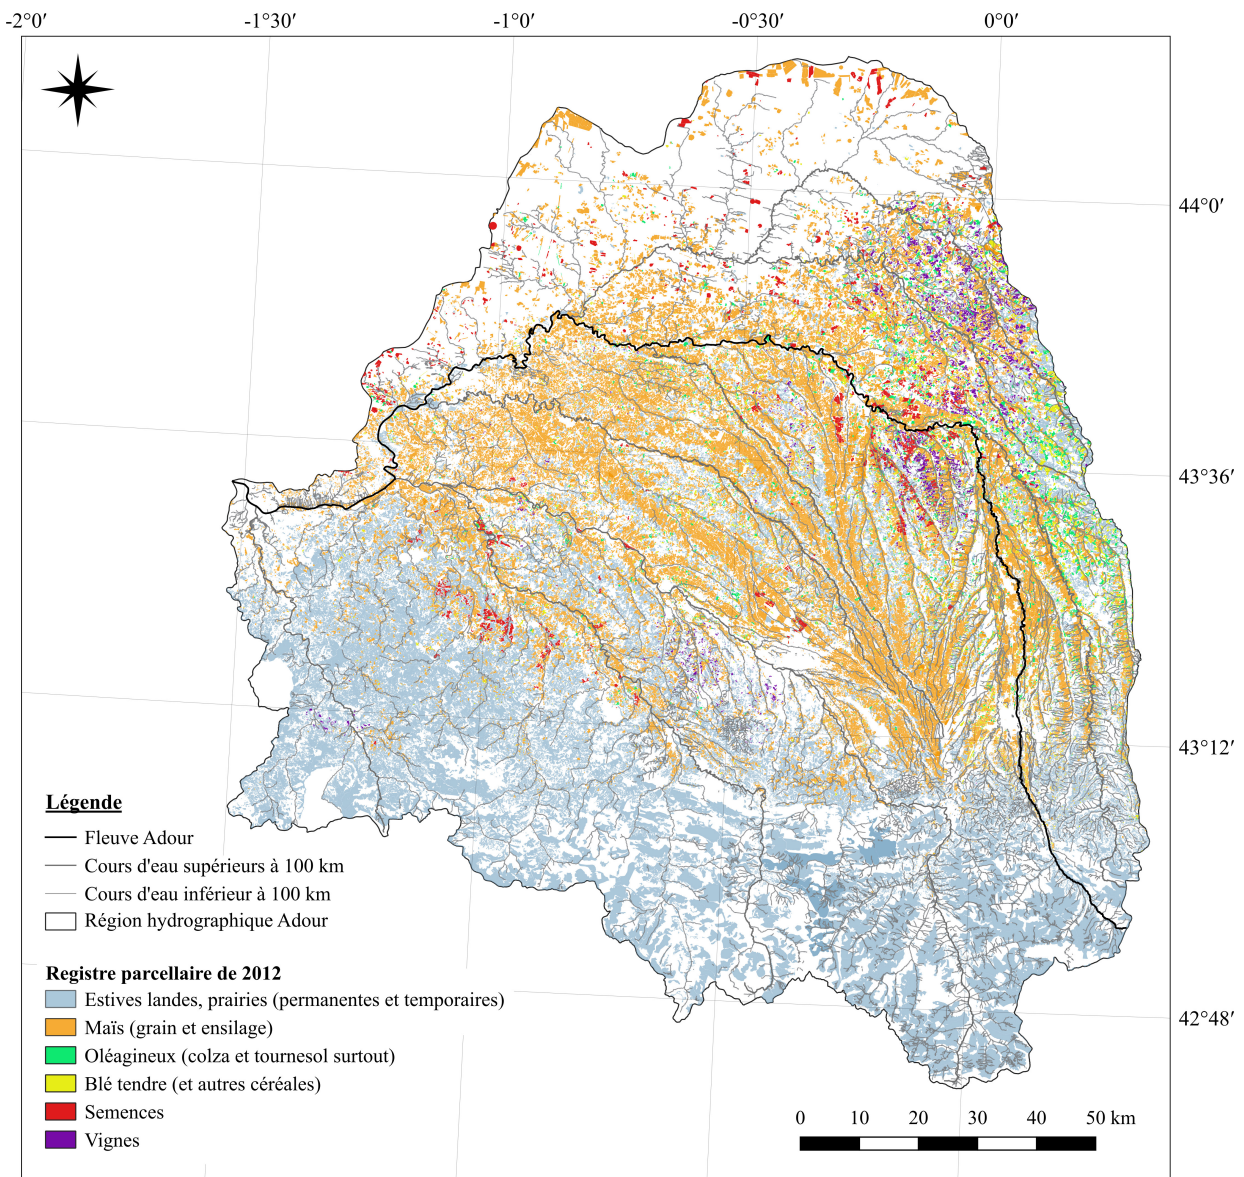 -2°0′ -1°30′ -1°0′ -0°30′ 0°0′
44°0′
43°36′
43°12′
42°48′
Légende
Fleuve Adour
Cours d'eau supérieurs à 100 km
Cours d'eau inférieur à 100 km
Région hydrographique Adour
Registre parcellaire de 2012
Estives landes, prairies (permanentes et temporaires)
Maïs (grain et ensilage)
Oléagineux (colza et tournesol surtout)
Blé tendre (et autres céréales)
Semences
Vignes
0 10 20 30 40 50 km